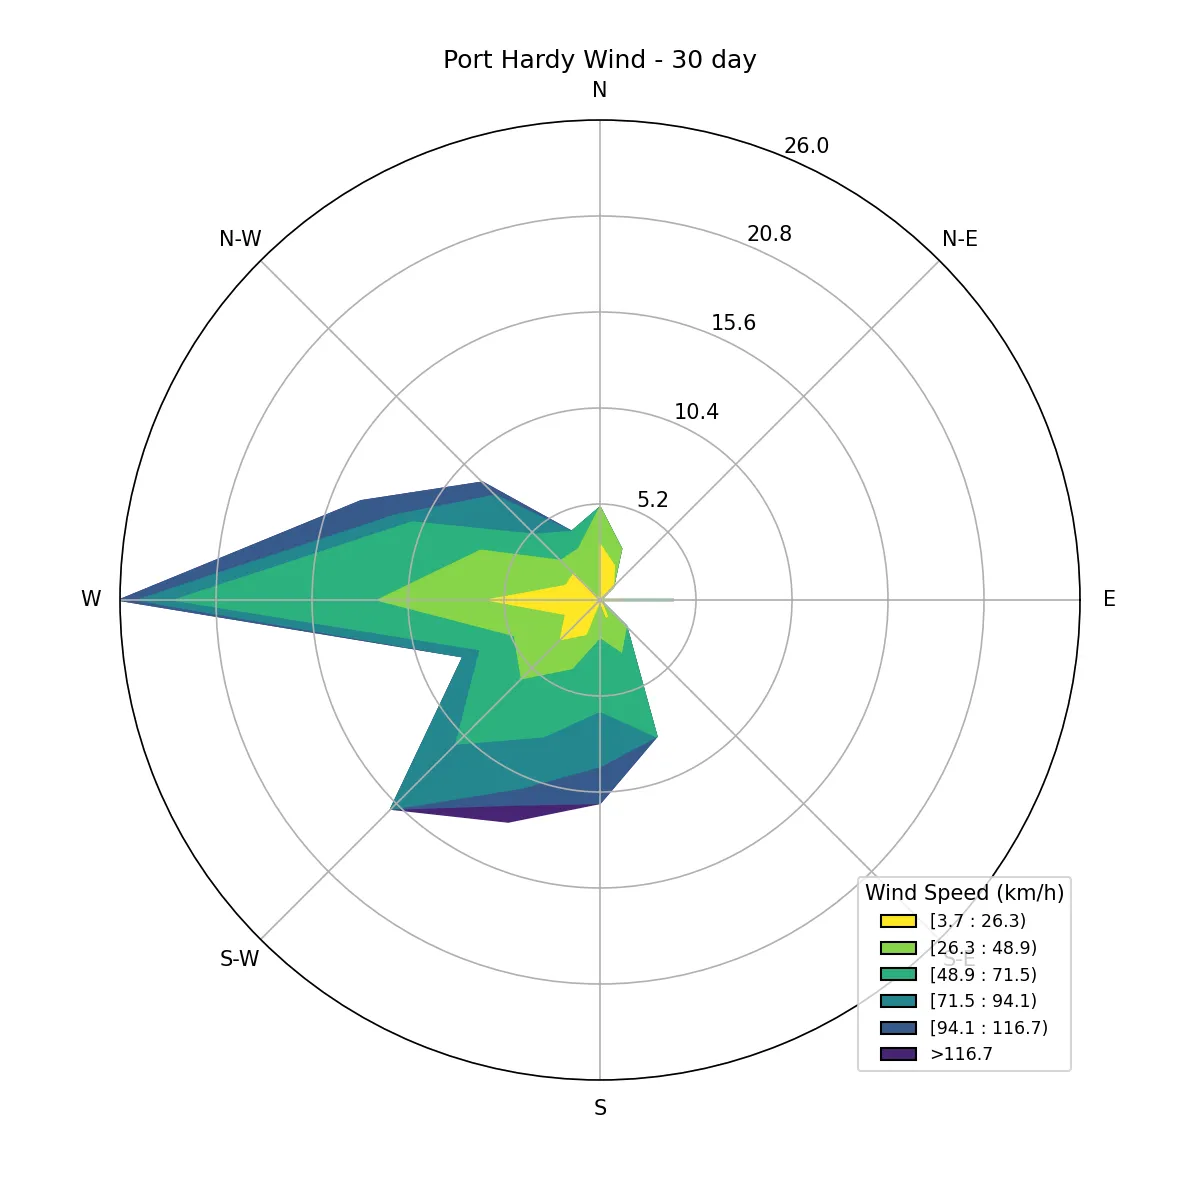 Port Hardy Wind - 30 day
N
26.0
N-W
N-E
20.8
15.6
10.4
5.2
W
E
S-W
S-E
S
Wind Speed (km/h)
[3.7 : 26.3)
[26.3 : 48.9)
[48.9 : 71.5)
[71.5 : 94.1)
[94.1 : 116.7)
>116.7